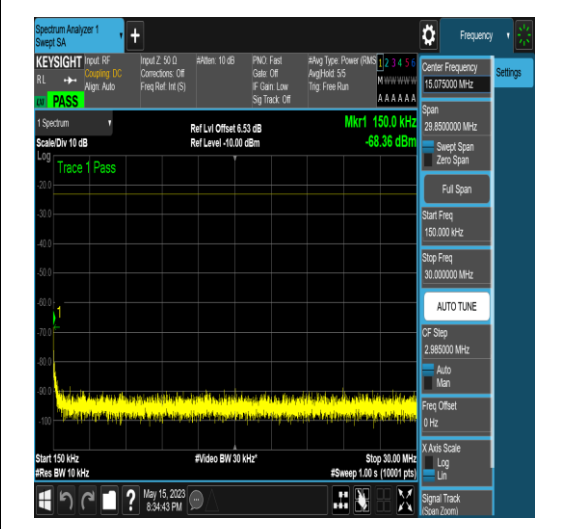 Spectrum Analyzer 1
Swept SA
Frequency
KEYSIGHT
RL
PASS
Input: RF
Coupling: DC
Align: Auto
Input Z: 50 Ω
Corrections: Off
Freq Ref: Int (S)
#Atten: 10 dB
PNO: Fast
Gate: Off
IF Gain: Low
Sig Track: Off
#Avg Type: Power (RMS
Avg|Hold: 5/5
Trig: Free Run
1 2 3 4 5 6
M W W W W W
A A A A A A
1 Spectrum
Scale/Div 10 dB
Ref Lvl Offset 6.53 dB
Ref Level -10.00 dBm
Mkr1 150.0 kHz
-68.36 dBm
Log
Trace 1 Pass
-20.0
-30.0
-40.0
-50.0
-60.0
1
-70.0
-80.0
-90.0
-100
Start 150 kHz
#Res BW 10 kHz
#Video BW 30 kHz*
Stop 30.00 MHz
#Sweep 1.00 s (10001 pts)
May 15, 2023
8:34:43 PM
Center Frequency
15.075000 MHz
Settings
Span
29.8500000 MHz
Swept Span
Zero Span
Full Span
Start Freq
150.000 kHz
Stop Freq
30.000000 MHz
AUTO TUNE
CF Step
2.985000 MHz
Auto
Man
Freq Offset
0 Hz
X Axis Scale
Log
Lin
Signal Track
(Span Zoom)